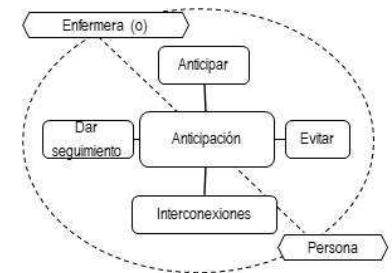 Enfermera (o)
Anticipar
Dar
seguimiento
Anticipación
Evitar
Interconexiones
Persona